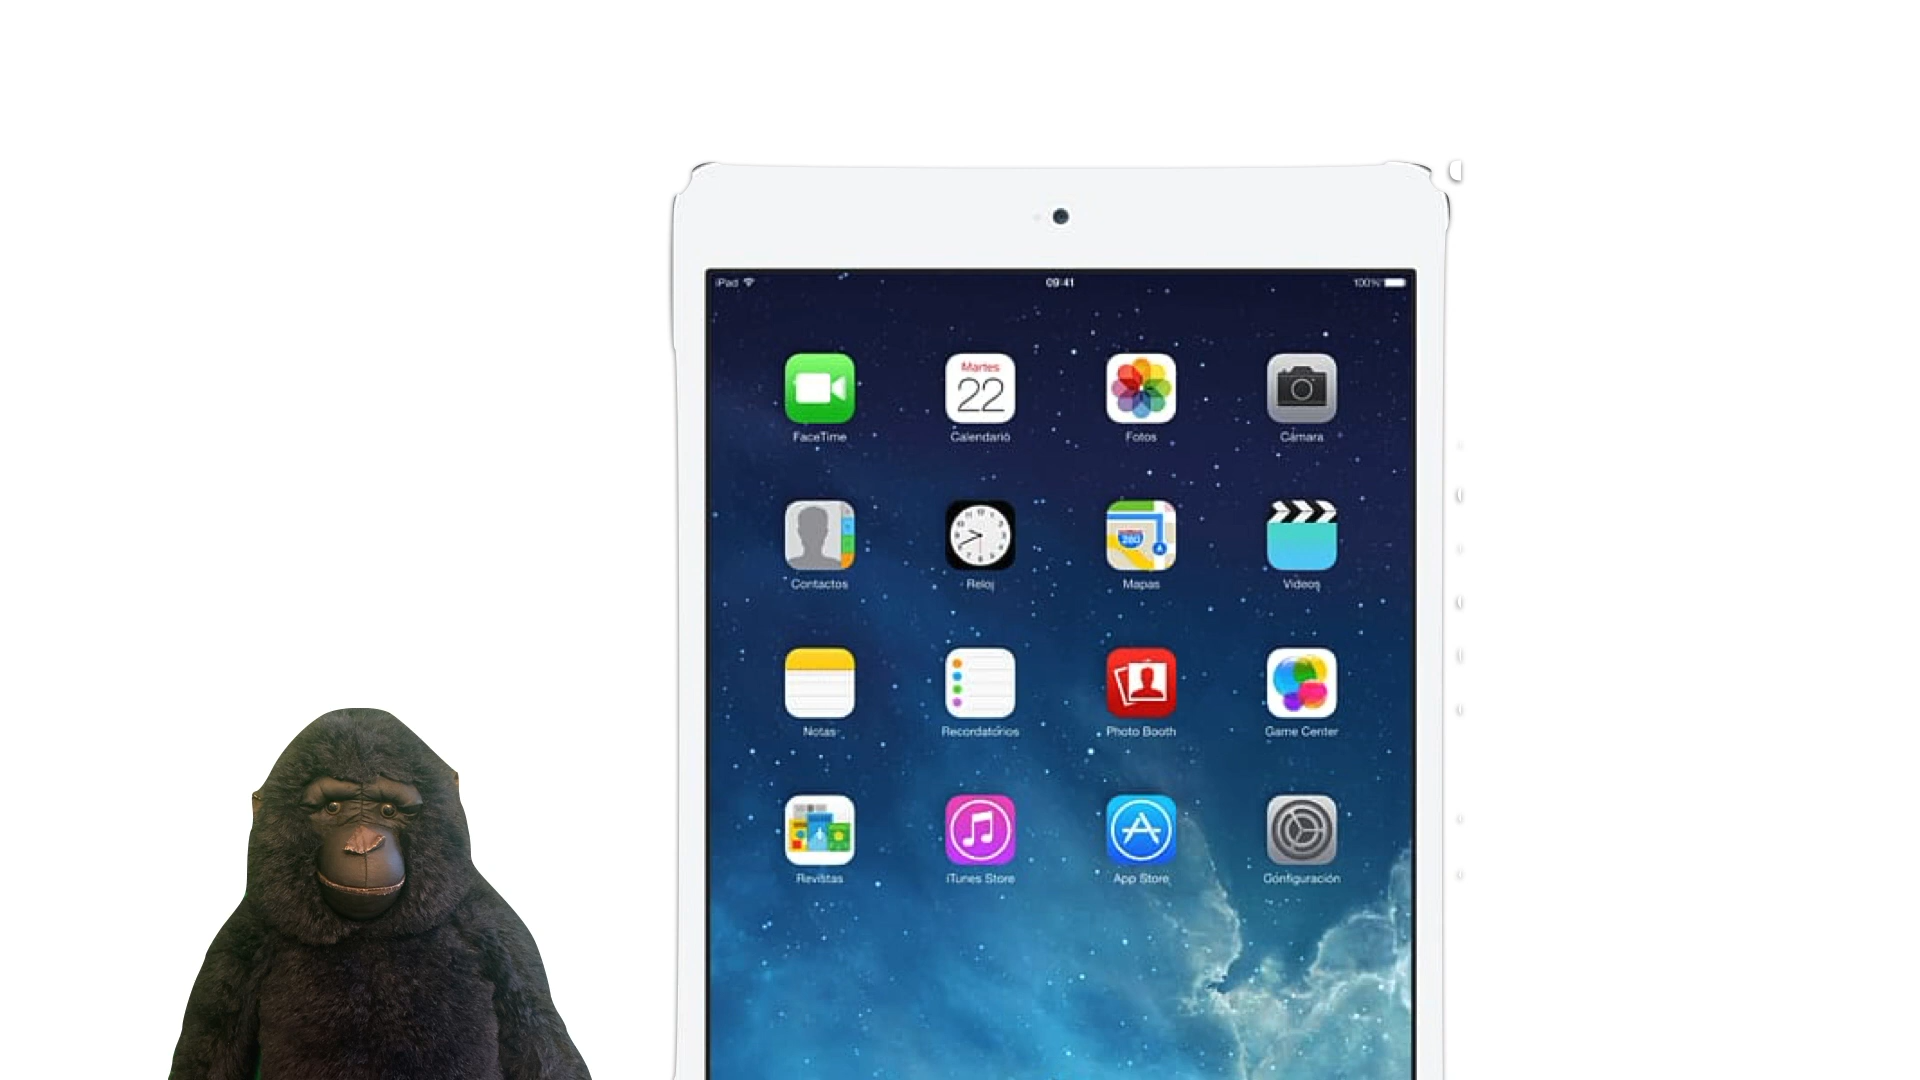 iPad 09:41 100%
Martes
22
FaceTime Calendario Fotos Cámara
280
Contactos Reloj Mapas Videos
Notas Recordatorios Photo Booth Game Center
Revistas iTunes Store App Store Configuración